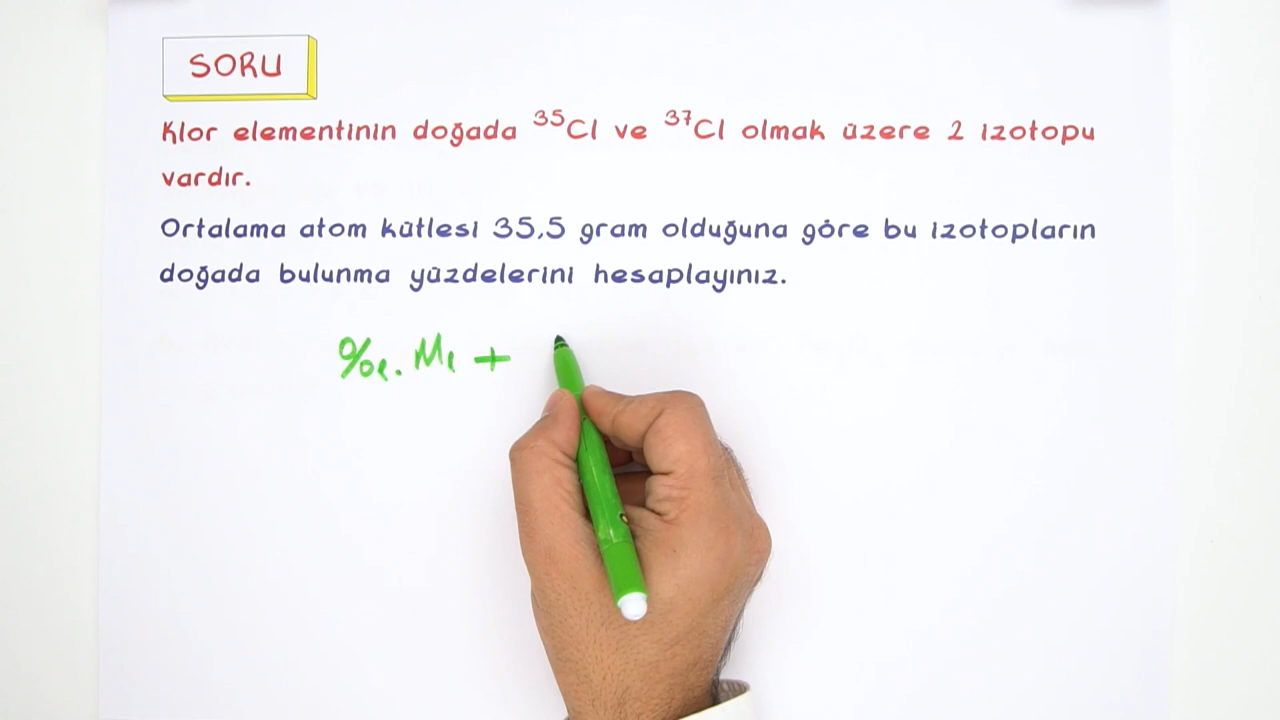 SORU
Klor elementinin doğada ³⁵Cl ve ³⁷Cl olmak üzere 2 izotopu
vardır.
Ortalama atom kütlesi 35,5 gram olduğuna göre bu izotopların
doğada bulunma yüzdelerini hesaplayınız.
%₁. M₁ +